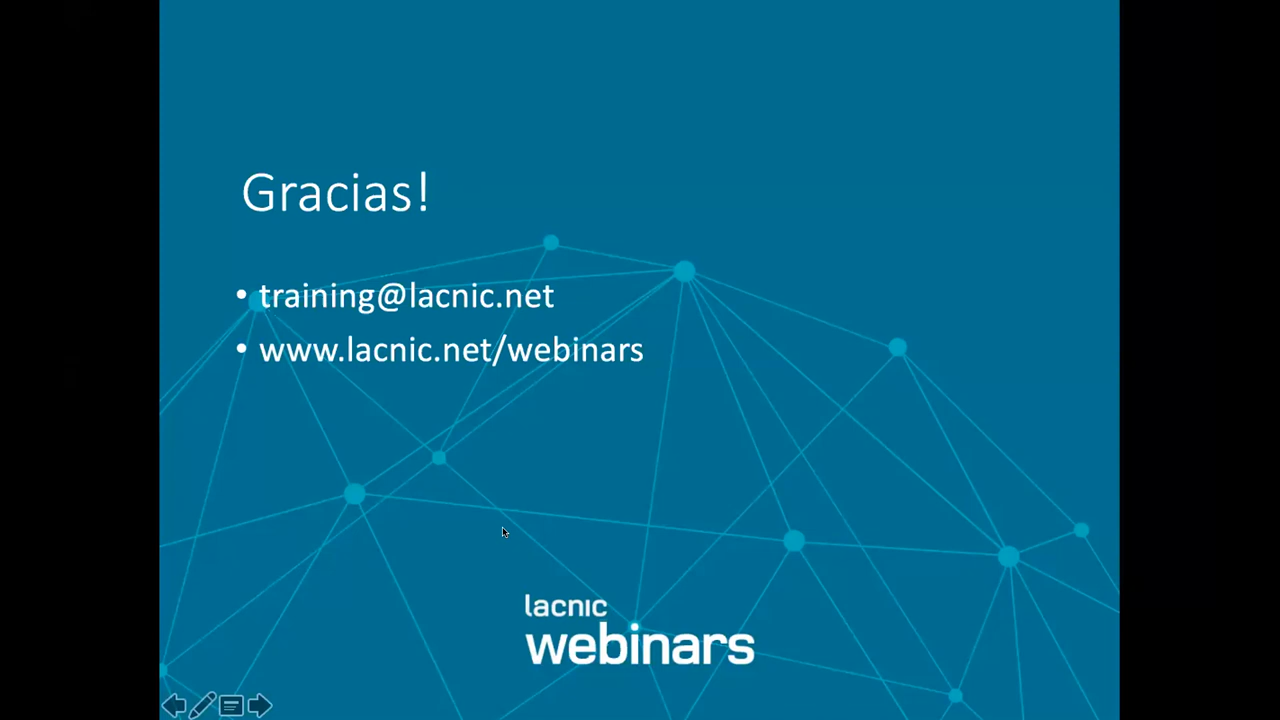 Gracias!
• training@lacnic.net
• www.lacnic.net/webinars
lacnic
webinars